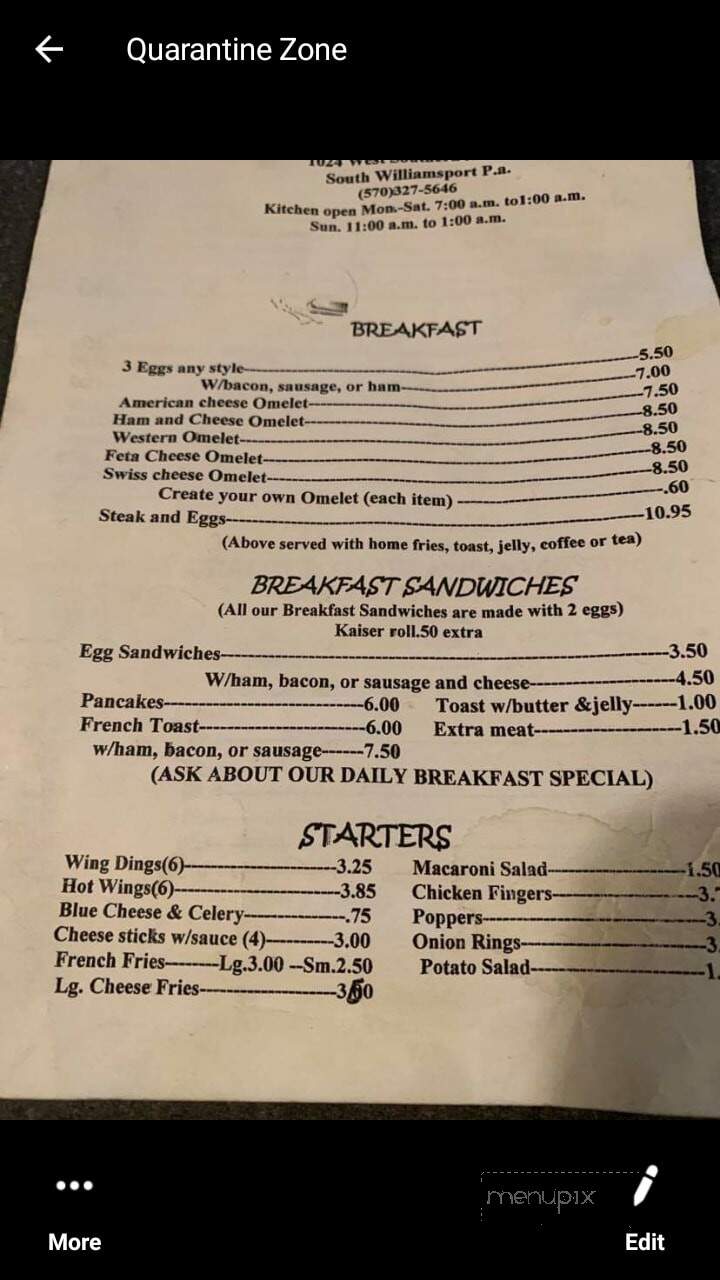 Quarantine Zone
1024 West
South Williamsport P.a.
(570)327-5646
Kitchen open Mon.-Sat. 7:00 a.m. to1:00 a.m.
Sun. 11:00 a.m. to 1:00 a.m.
BREAKFAST
3 Eggs any style 5.50
W/bacon, sausage, or ham 7.00
American cheese Omelet 7.50
Ham and Cheese Omelet 8.50
Western Omelet 8.50
Feta Cheese Omelet 8.50
Swiss cheese Omelet 8.50
Create your own Omelet (each item) .60
Steak and Eggs 10.95
(Above served with home fries, toast, jelly, coffee or tea)
BREAKFAST SANDWICHES
(All our Breakfast Sandwiches are made with 2 eggs)
Kaiser roll.50 extra
Egg Sandwiches 3.50
W/ham, bacon, or sausage and cheese 4.50
Pancakes 6.00 Toast w/butter &jelly 1.00
French Toast 6.00 Extra meat 1.50
w/ham, bacon, or sausage 7.50
(ASK ABOUT OUR DAILY BREAKFAST SPECIAL)
STARTERS
Wing Dings(6) 3.25 Macaroni Salad 1.50
Hot Wings(6) 3.85 Chicken Fingers 3.
Blue Cheese & Celery .75 Poppers 3.
Cheese sticks w/sauce (4) 3.00 Onion Rings 3
French Fries Lg.3.00 --Sm.2.50 Potato Salad 1.
Lg. Cheese Fries
menupix
More Edit